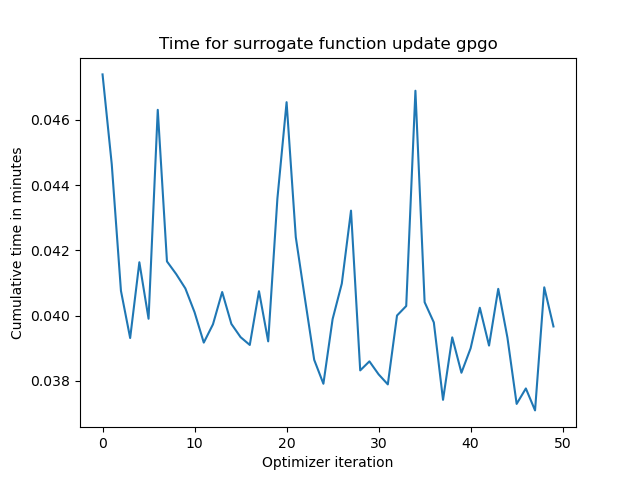 Time for surrogate function update gpgo
Cumulative time in minutes
0.046
0.044
0.042
0.040
0.038
0 10 20 30 40 50
Optimizer iteration